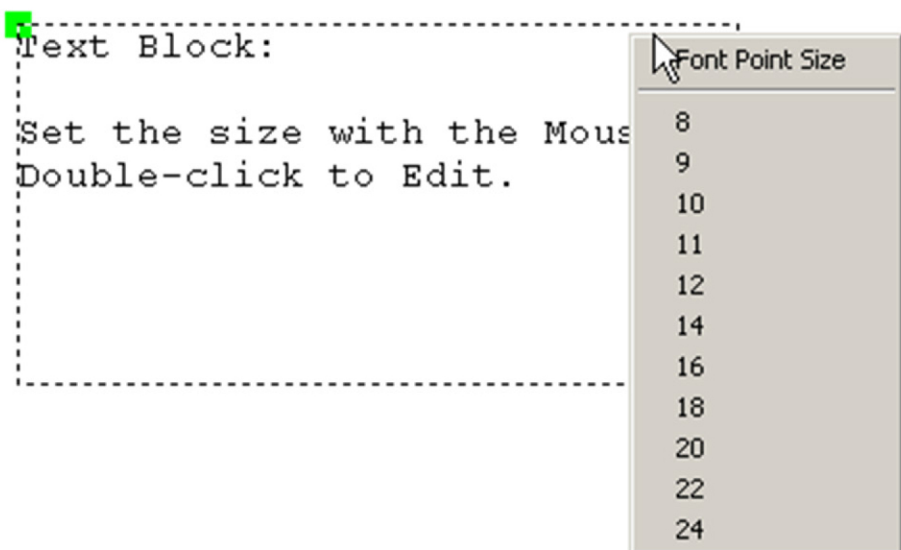 Text Block:
Set the size with the Mous
Double-click to Edit.
Font Point Size
8
9
10
11
12
14
16
18
20
22
24